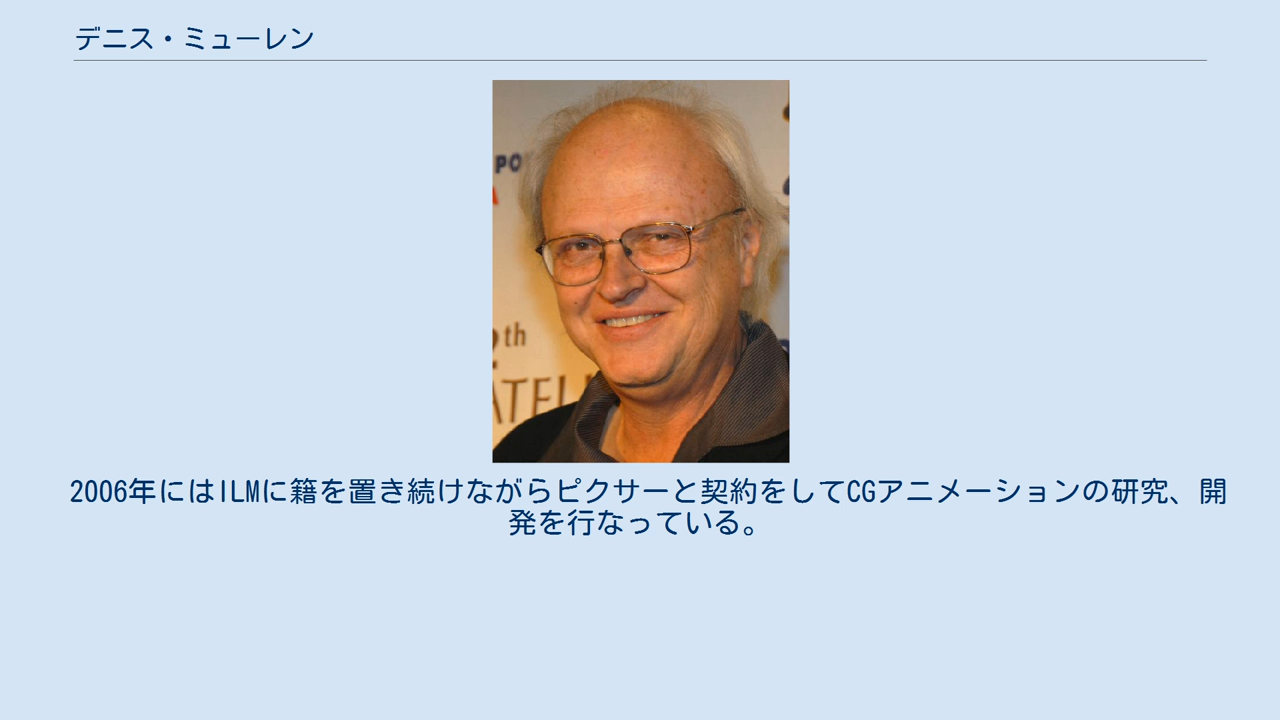 デニス・ミューレン
PO
th
ATEL
2006年にはILMに籍を置き続けながらピクサーと契約をしてCGアニメーションの研究、開
発を行なっている。